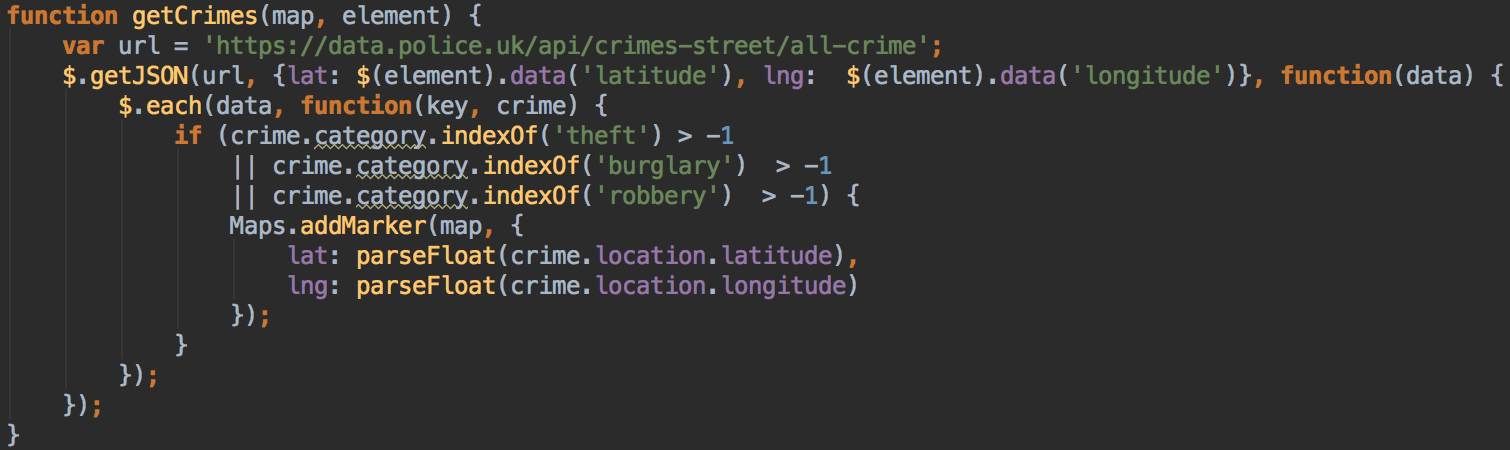 function getCrimes(map, element) {
    var url = 'https://data.police.uk/api/crimes-street/all-crime';
    $.getJSON(url, {lat: $(element).data('latitude'), lng:  $(element).data('longitude')}, function(data) {
        $.each(data, function(key, crime) {
            if (crime.category.indexOf('theft') > -1
                || crime.category.indexOf('burglary')  > -1
                || crime.category.indexOf('robbery')  > -1) {
                Maps.addMarker(map, {
                    lat: parseFloat(crime.location.latitude),
                    lng: parseFloat(crime.location.longitude)
                });
            }
        });
    });
}